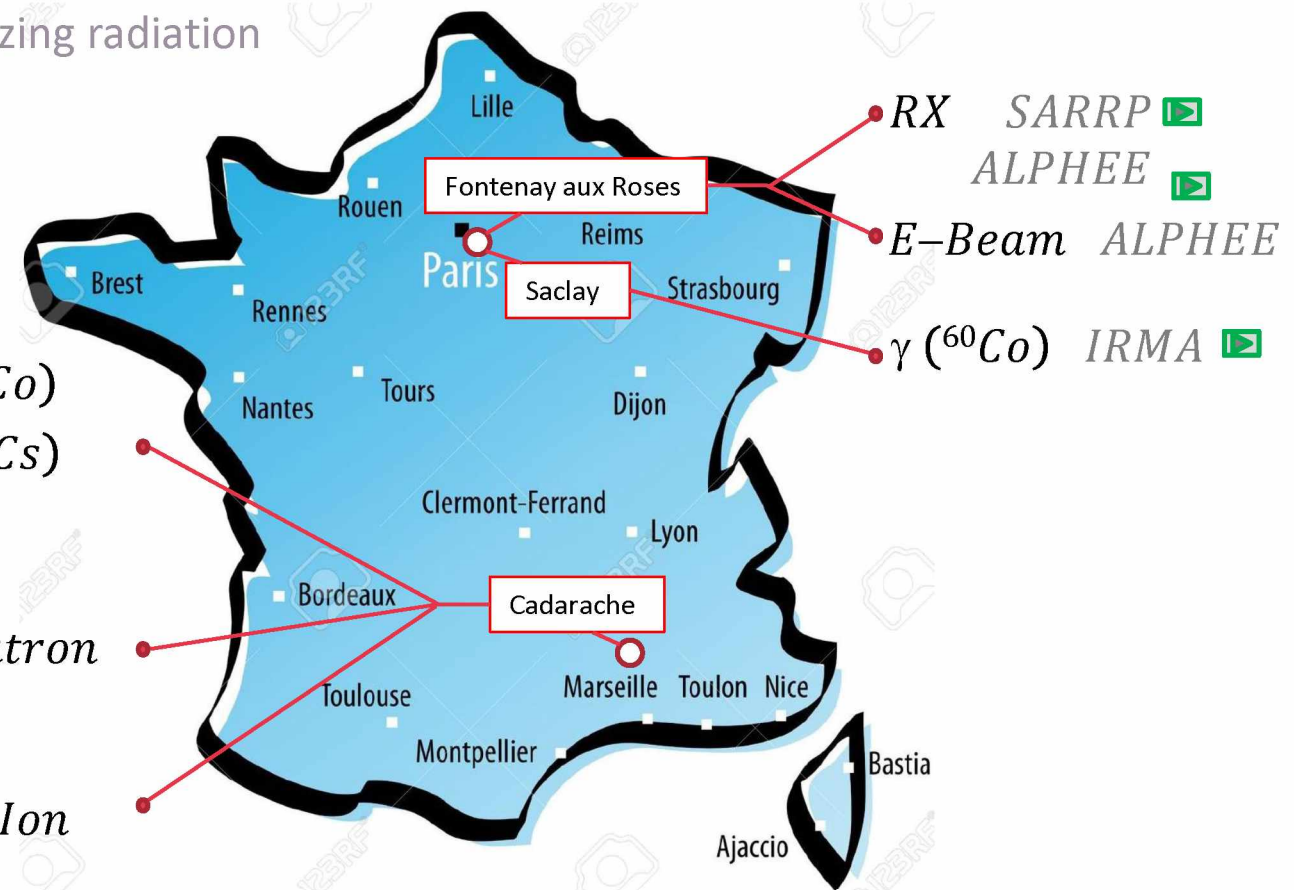 zing radiation
Lille
RX SARRP
ALPHEE
Fontenay aux Roses
Rouen
Reims
E–Beam ALPHEE
Paris
Brest
Saclay
Strasbourg
Rennes
γ (⁶⁰Co) IRMA
Co)
Tours
Nantes
Dijon
Cs)
Clermont-Ferrand
Lyon
Bordeaux
Cadarache
tron
Marseille Toulon Nice
Toulouse
Montpellier
Bastia
Ion
Ajaccio
123RF